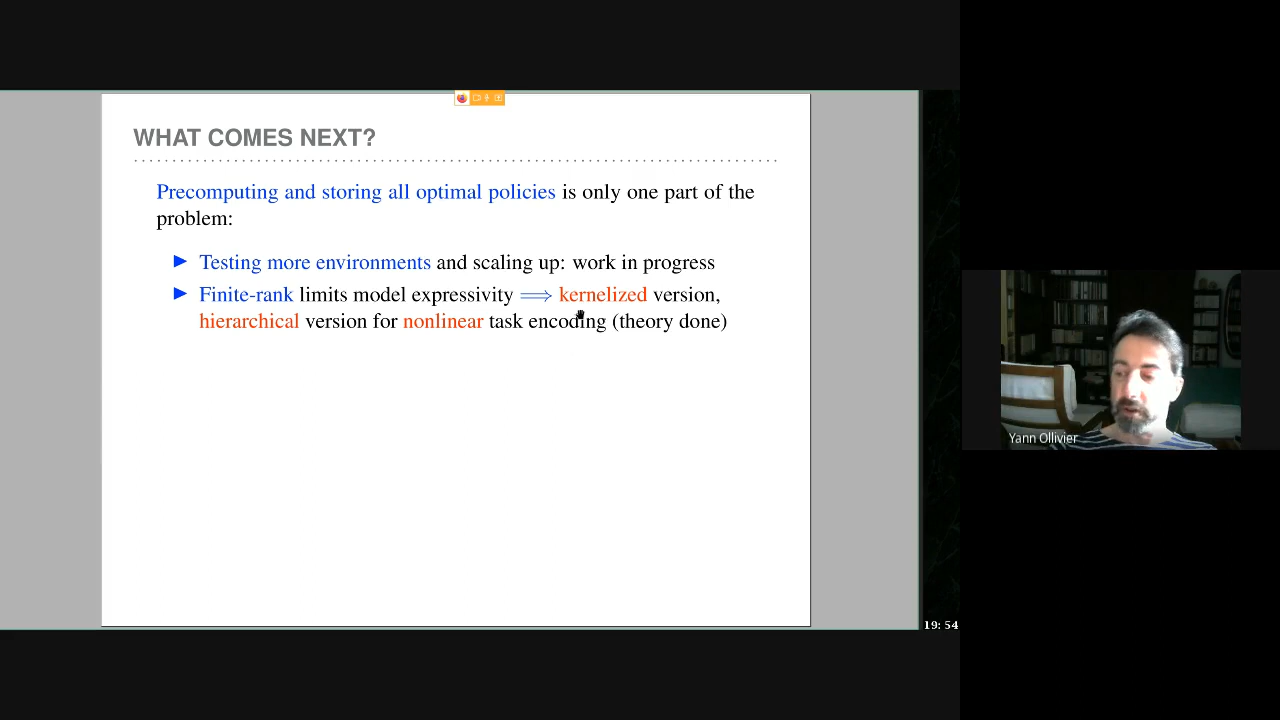 WHAT COMES NEXT?
Precomputing and storing all optimal policies is only one part of the
problem:
Testing more environments and scaling up: work in progress
Finite-rank limits model expressivity ⟹ kernelized version,
hierarchical version for nonlinear task encoding (theory done)
Yann Ollivier
19: 54